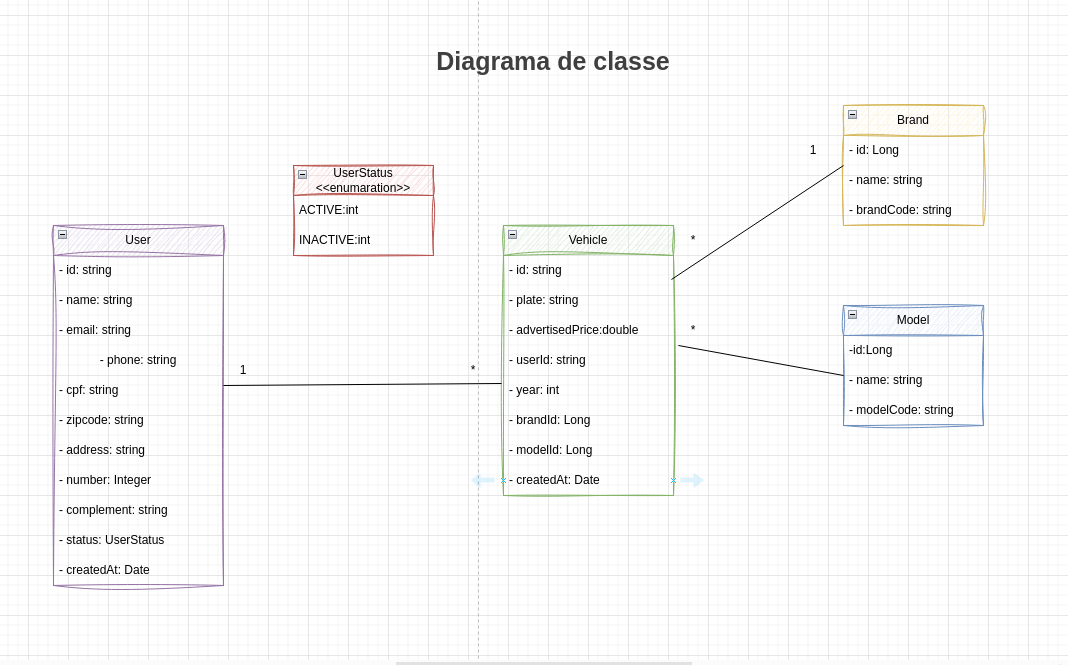 Diagrama de classe
User
- id: string
- name: string
- email: string
- phone: string
- cpf: string
- zipcode: string
- address: string
- number: Integer
- complement: string
- status: UserStatus
- createdAt: Date
UserStatus
<<enumaration>>
ACTIVE:int
INACTIVE:int
1
*
Vehicle
- id: string
- plate: string
- advertisedPrice:double
- userId: string
- year: int
- brandId: Long
- modelId: Long
- createdAt: Date
*
1
*
Brand
- id: Long
- name: string
- brandCode: string
Model
-id:Long
- name: string
- modelCode: string